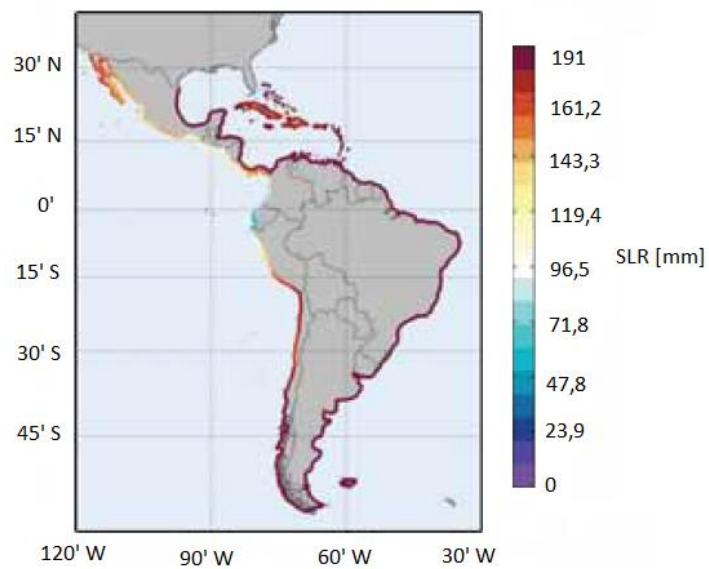 30' N
15' N
0'
15' S
30' S
45' S
120' W
90' W
60' W
30' W
191
161,2
143,3
119,4
96,5
71,8
47,8
23,9
0
SLR [mm]